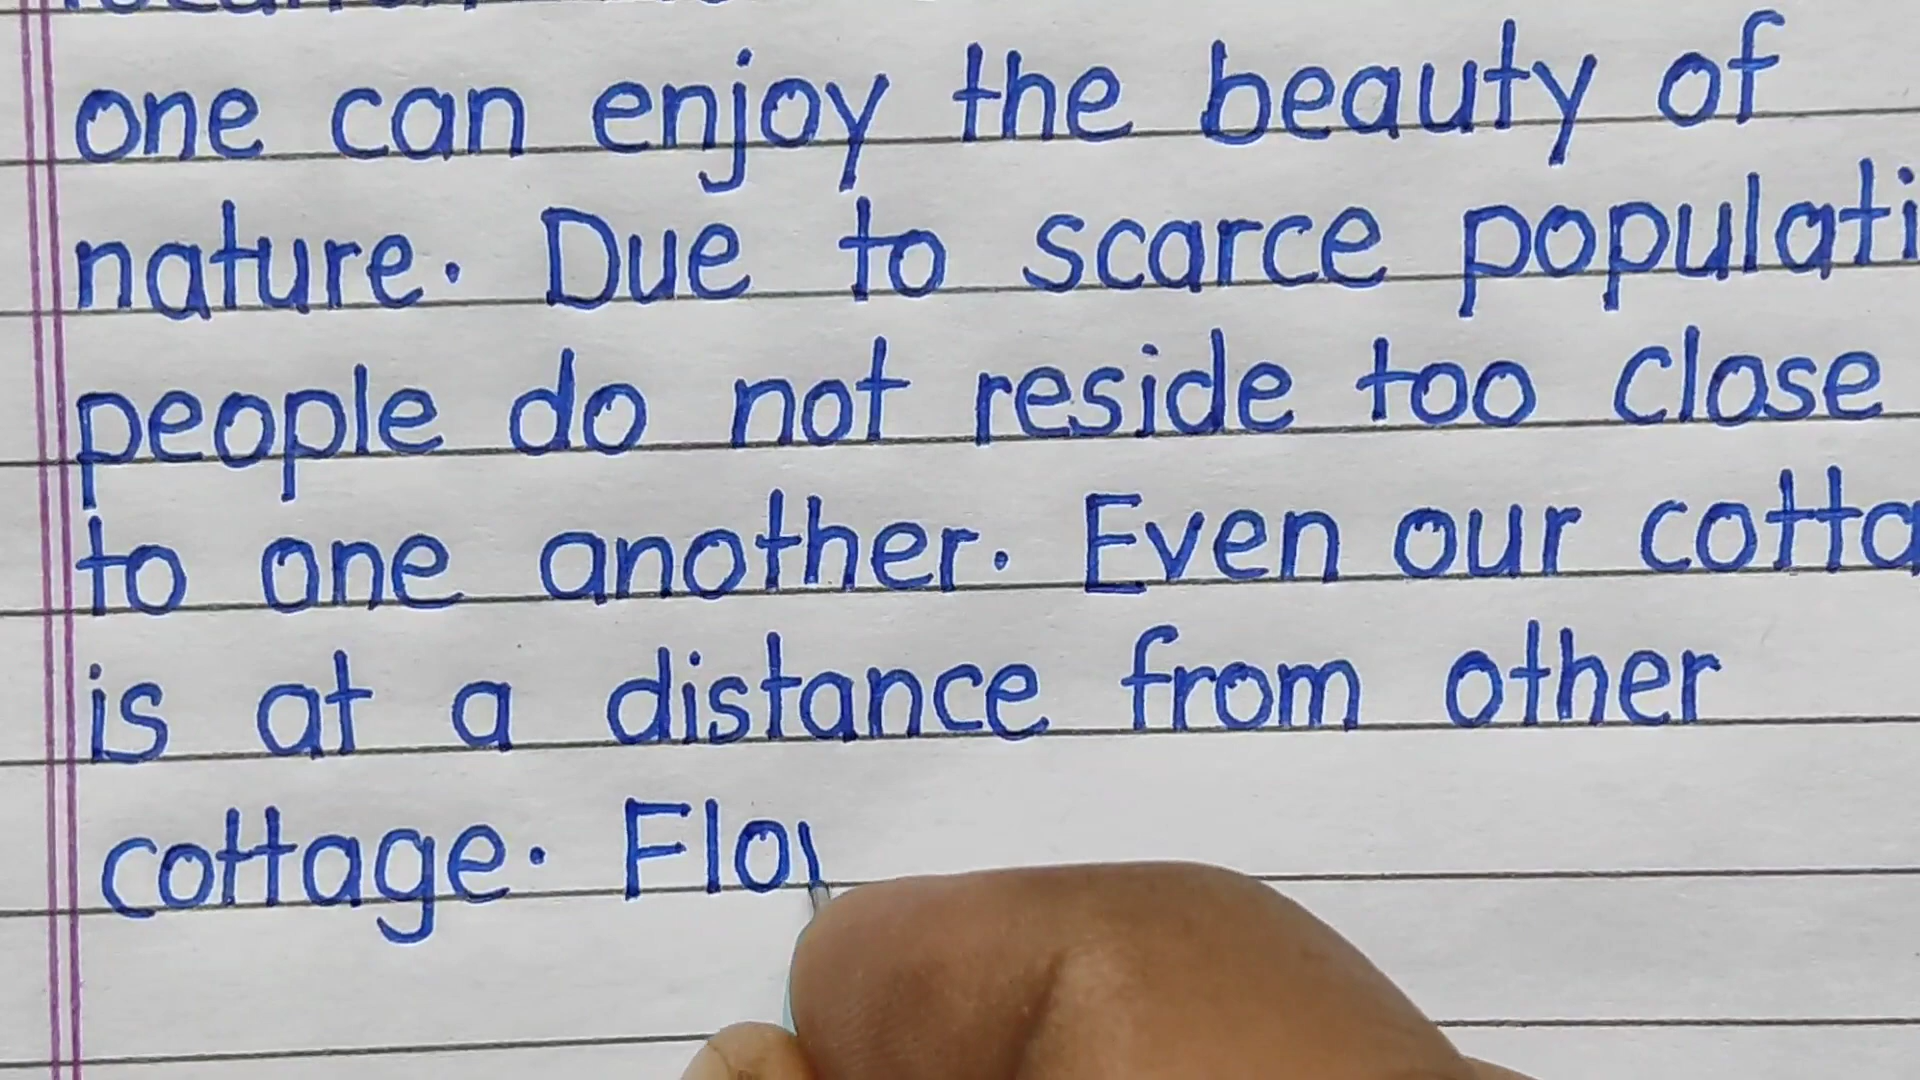 one can enjoy the beauty of
nature. Due to scarce populati
people do not reside too close
to one another. Even our cotta
is at a distance from other
cottage. Flo